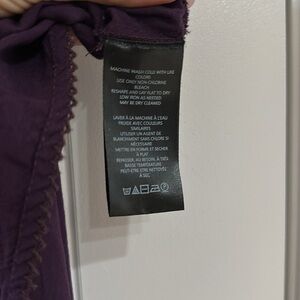 MACHINE WASH COLD WITH LIKE
COLORS
USE ONLY NON-CHLORINE
BLEACH
RESHAPE AND LAY FLAT TO DRY
LOW IRON AS NEEDED
MAY BE DRY CLEANED
LAVER À LA MACHINE À L'EAU
FROIDE AVEC COULEURS
SIMILAIRES
UTILISER UN AGENT DE
BLANCHIMENT SANS CHLORE SI
NÉCESSAIRE
METTRE EN FORME ET SÉCHER
À PLAT
REPASSER, AU BESOIN, À TRÈS
BASSE TEMPÉRATURE
PEUT-ÊTRE ÊTRE NETTOYÉE
À SEC